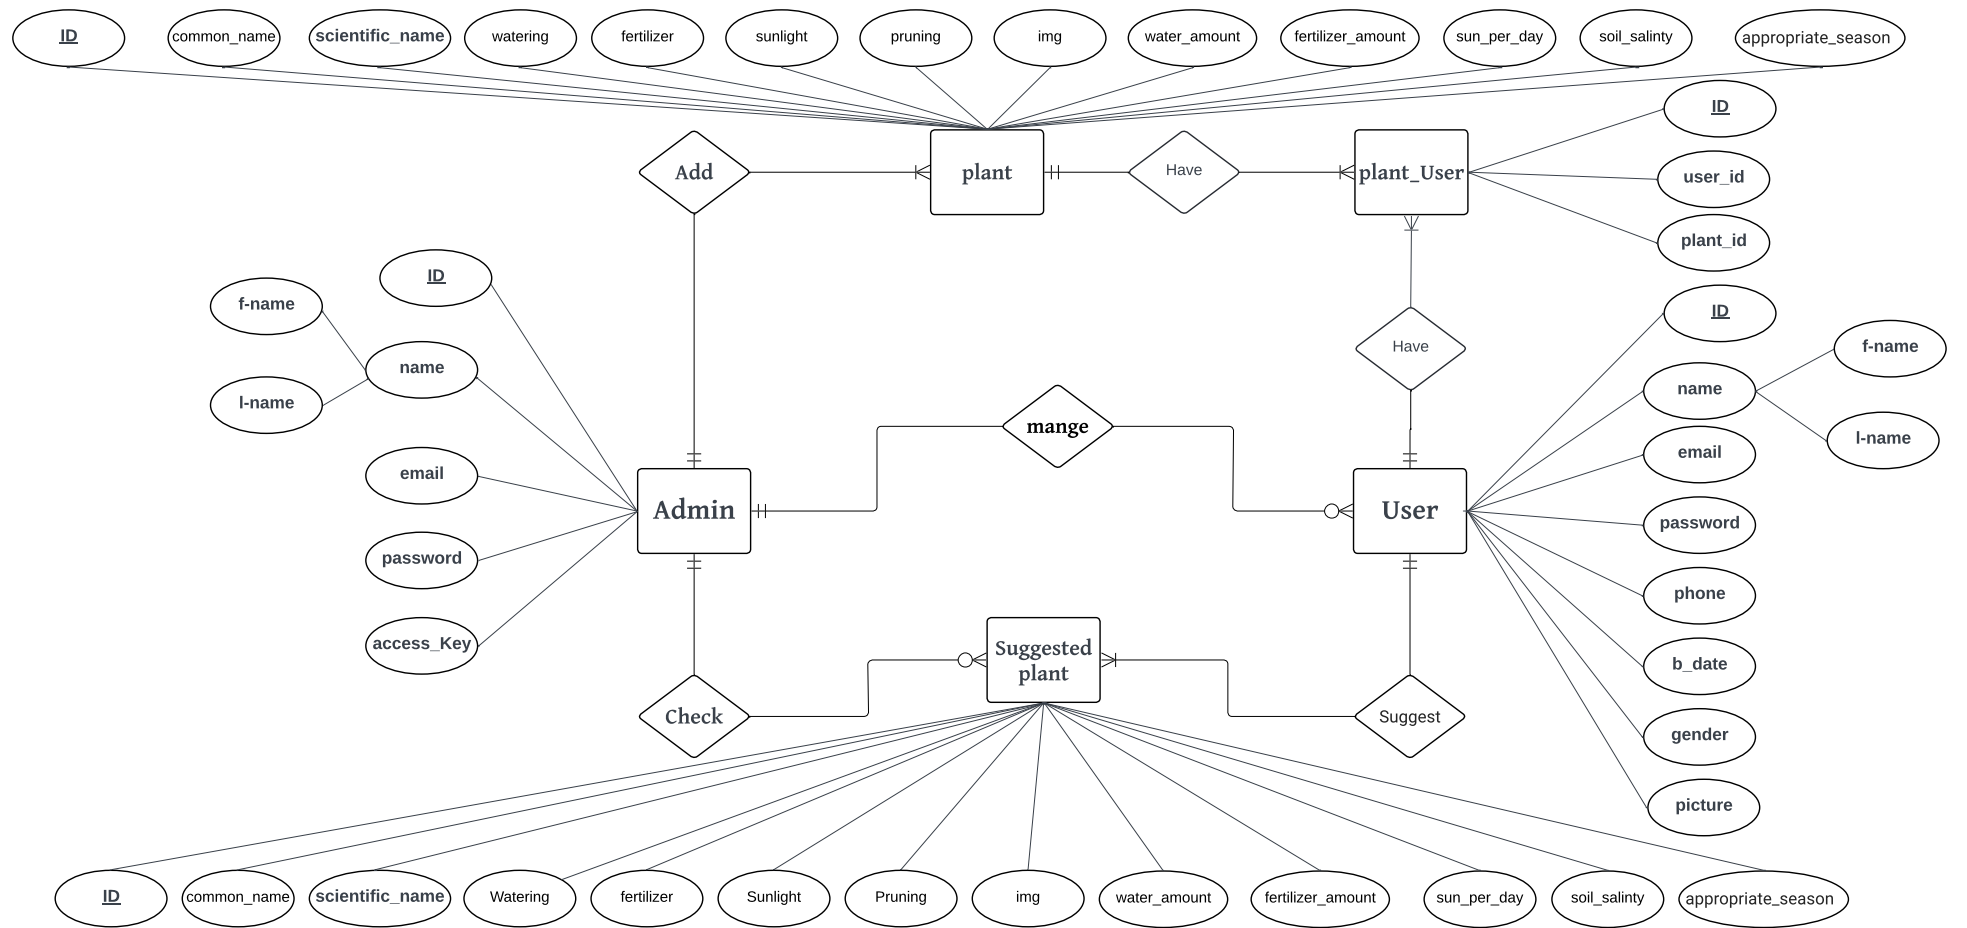 ID
common_name
scientific_name
watering
fertilizer
sunlight
pruning
img
water_amount
fertilizer_amount
sun_per_day
soil_salinty
appropriate_season
Add
plant
Have
plant_User
ID
user_id
plant_id
ID
f-name
name
l-name
email
password
access_Key
Admin
mange
Have
User
ID
name
f-name
l-name
email
password
phone
b_date
gender
picture
Check
Suggested
plant
Suggest
ID
common_name
scientific_name
Watering
fertilizer
Sunlight
Pruning
img
water_amount
fertilizer_amount
sun_per_day
soil_salinty
appropriate_season